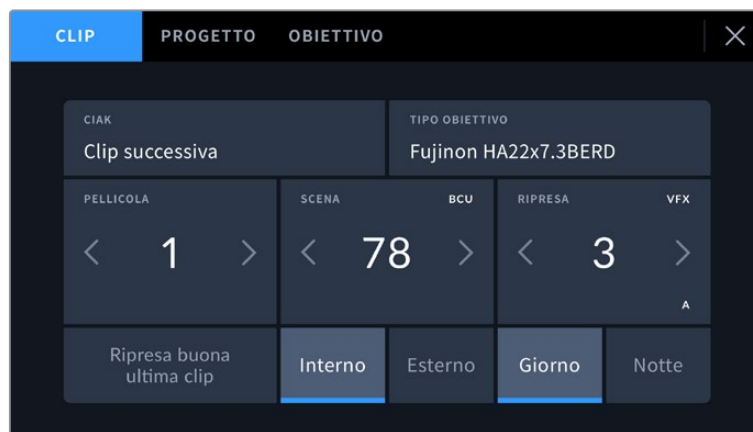 CLIP PROGETTO OBIETTIVO
CIAK
Clip successiva
TIPO OBIETTIVO
Fujinon HA22x7.3BERD
PELLICOLA
1
SCENA BCU
78
RIPRESA VFX
3
A
Ripresa buona
ultima clip
Interno
Esterno
Giorno
Notte